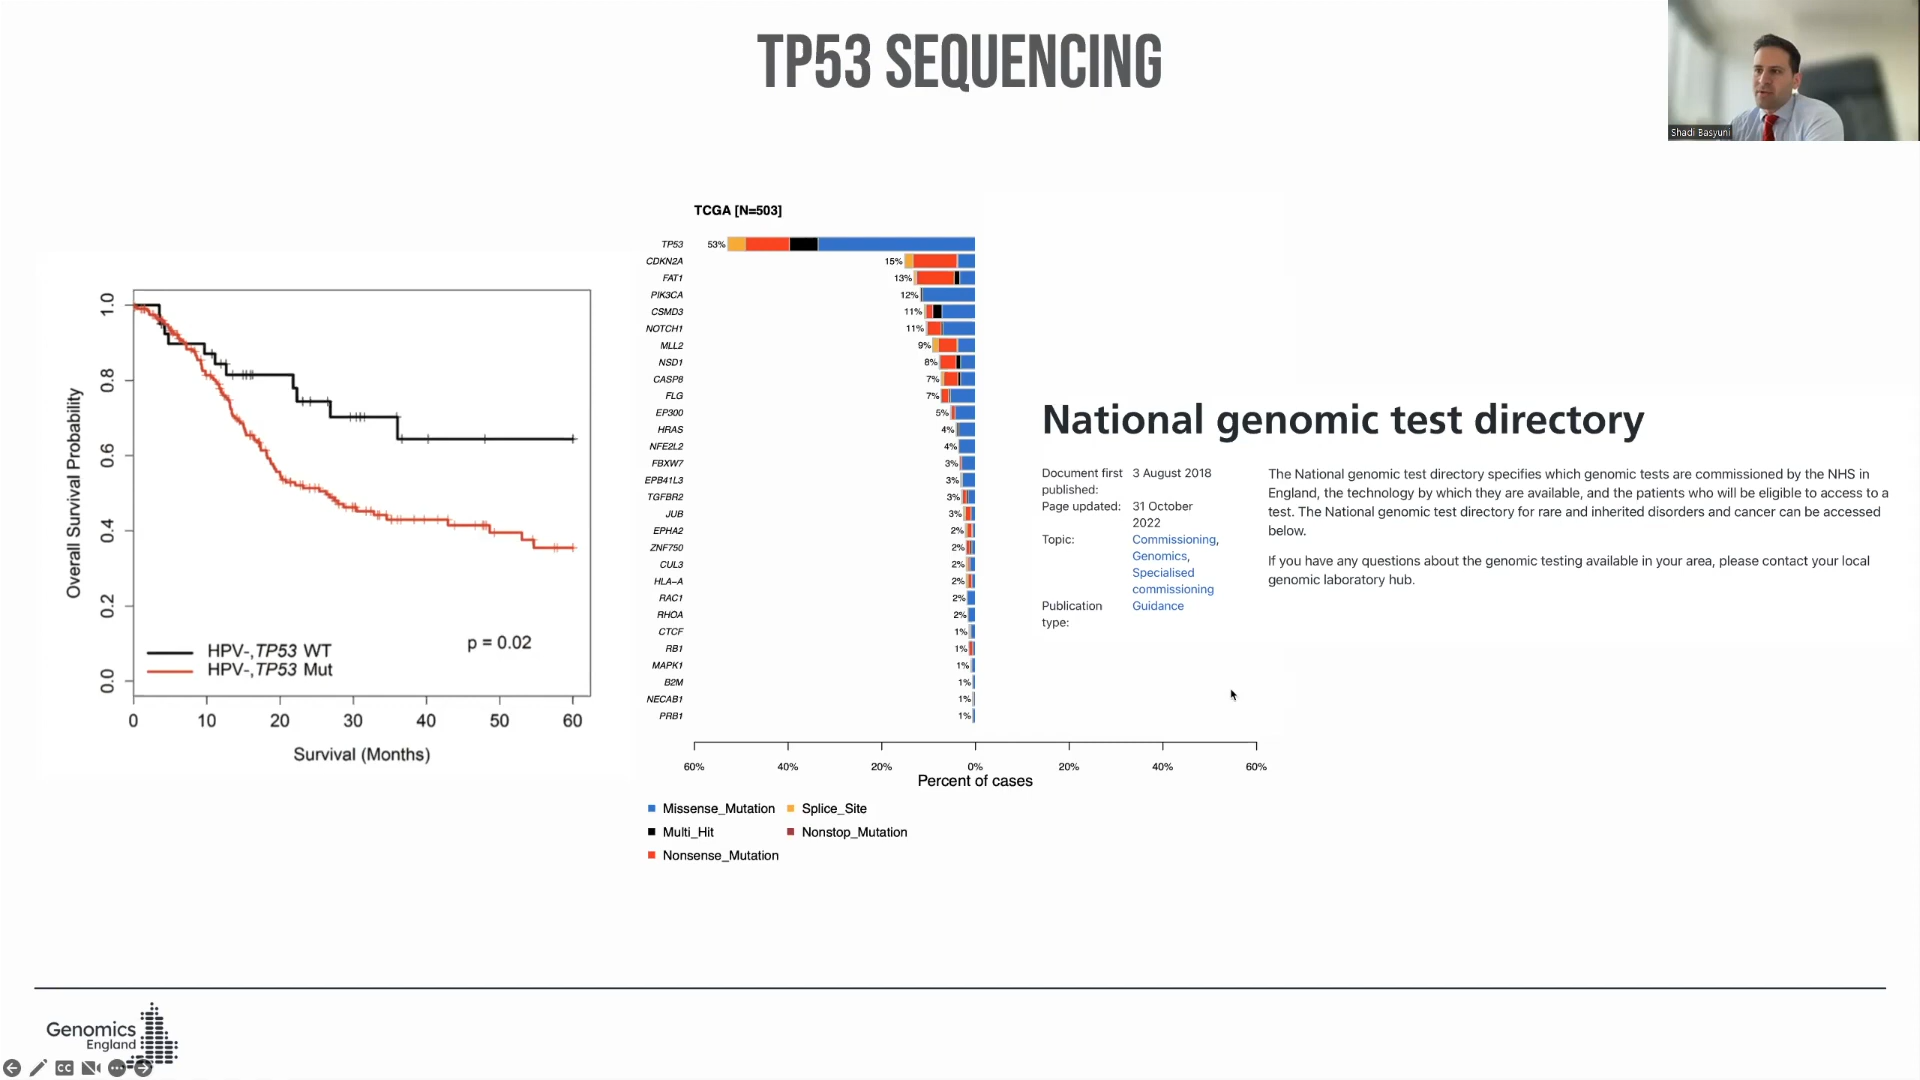 TP53 SEQUENCING
Shadi Basyuni
TCGA [N=503]
TP53 53%
CDKN2A 15%
FAT1 13%
PIK3CA 12%
CSMD3 11%
NOTCH1 11%
MLL2 9%
NSD1 8%
CASP8 7%
FLG 7%
EP300 5%
HRAS 4%
NFE2L2 4%
FBXW7 3%
EPB41L3 3%
TGFBR2 3%
JUB 3%
EPHA2 2%
ZNF750 2%
CUL3 2%
HLA-A 2%
RAC1 2%
RHOA 2%
CTCF 1%
RB1 1%
MAPK1 1%
B2M 1%
NECAB1 1%
PRB1 1%
60% 40% 20% 0% 20% 40% 60%
Percent of cases
Missense_Mutation Splice_Site
Multi_Hit Nonstop_Mutation
Nonsense_Mutation
Overall Survival Probability
1.0
0.8
0.6
0.4
0.2
0.0
HPV-,TP53 WT
HPV-,TP53 Mut
p = 0.02
0 10 20 30 40 50 60
Survival (Months)
National genomic test directory
Document first 3 August 2018
published:
Page updated: 31 October
2022
Topic: Commissioning,
Genomics,
Specialised
commissioning
Publication Guidance
type:
The National genomic test directory specifies which genomic tests are commissioned by the NHS in
England, the technology by which they are available, and the patients who will be eligible to access to a
test. The National genomic test directory for rare and inherited disorders and cancer can be accessed
below.
If you have any questions about the genomic testing available in your area, please contact your local
genomic laboratory hub.
Genomics
England
CC